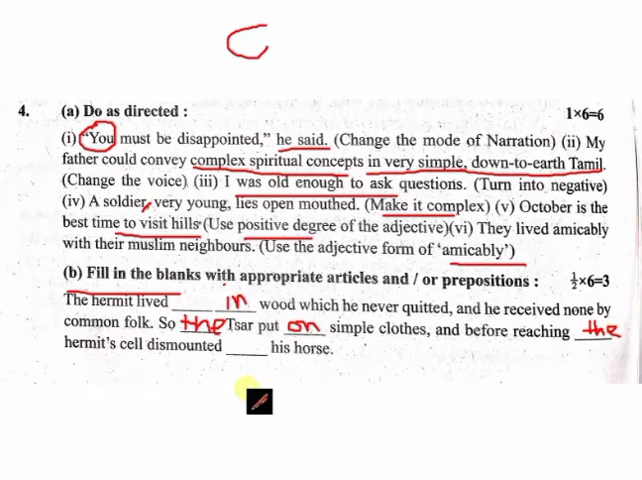 C
4. (a) Do as directed : 1×6=6
(i) "You must be disappointed," he said. (Change the mode of Narration) (ii) My
father could convey complex spiritual concepts in very simple, down-to-earth Tamil.
(Change the voice) (iii) I was old enough to ask questions. (Turn into negative)
(iv) A soldier, very young, lies open mouthed. (Make it complex) (v) October is the
best time to visit hills (Use positive degree of the adjective)(vi) They lived amicably
with their muslim neighbours. (Use the adjective form of 'amicably')
(b) Fill in the blanks with appropriate articles and / or prepositions : ½×6=3
The hermit lived ____ in wood which he never quitted, and he received none by
common folk. So the Tsar put on simple clothes, and before reaching the
hermit's cell dismounted ____ his horse.